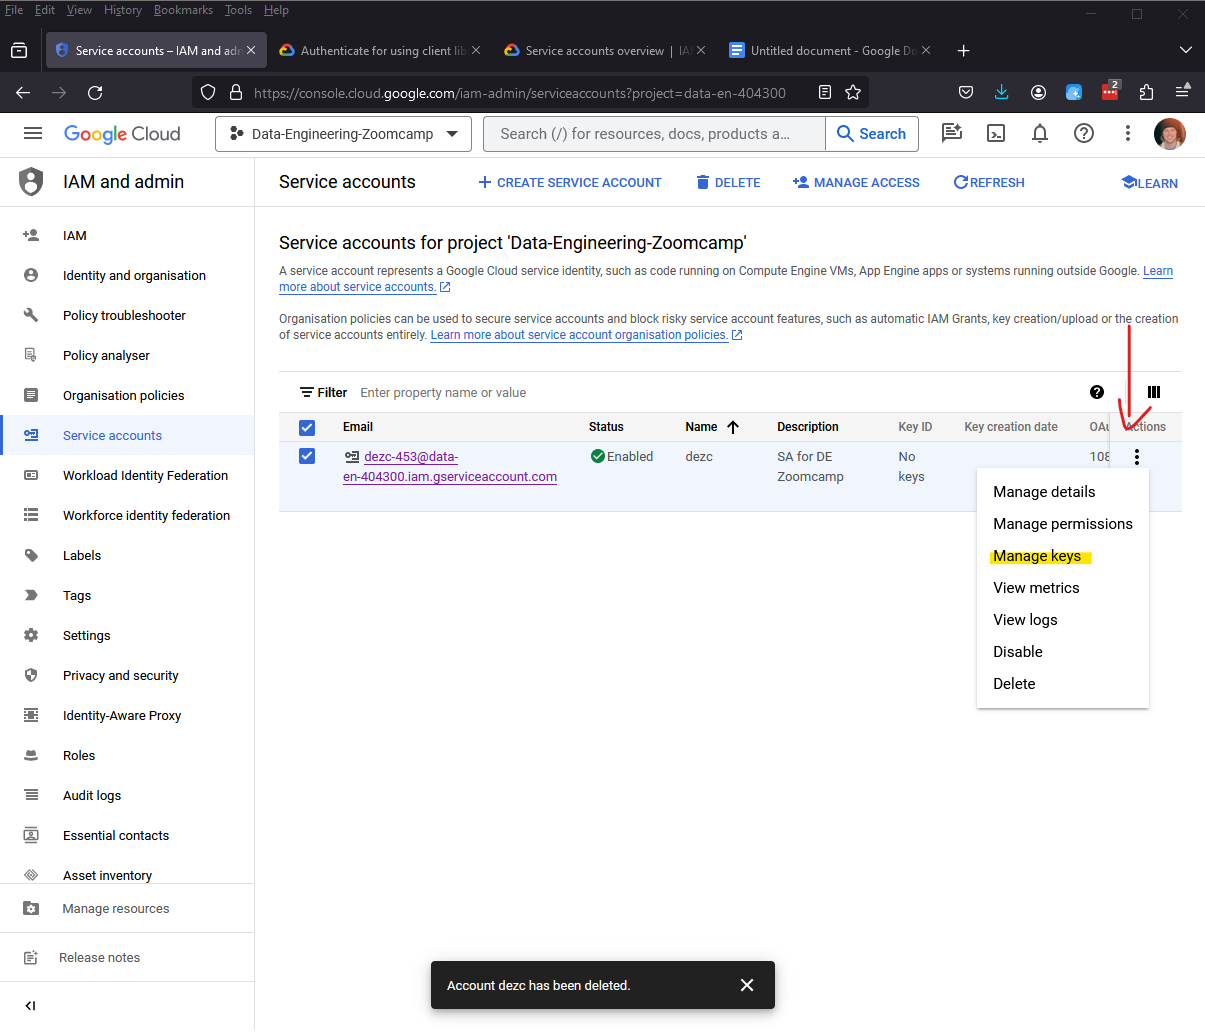 File Edit View History Bookmarks Tools Help
Service accounts – IAM and adm
Authenticate for using client lib
Service accounts overview | IA
Untitled document - Google Do
https://console.cloud.google.com/iam-admin/serviceaccounts?project=data-en-404300
2
Google Cloud
Data-Engineering-Zoomcamp
Search (/) for resources, docs, products a...
Search
IAM and admin
Service accounts
CREATE SERVICE ACCOUNT
DELETE
MANAGE ACCESS
REFRESH
LEARN
IAM
Identity and organisation
Policy troubleshooter
Policy analyser
Organisation policies
Service accounts
Workload Identity Federation
Workforce identity federation
Labels
Tags
Settings
Privacy and security
Identity-Aware Proxy
Roles
Audit logs
Essential contacts
Asset inventory
Manage resources
Release notes
Service accounts for project 'Data-Engineering-Zoomcamp'
A service account represents a Google Cloud service identity, such as code running on Compute Engine VMs, App Engine apps or systems running outside Google. Learn
more about service accounts.
Organisation policies can be used to secure service accounts and block risky service account features, such as automatic IAM Grants, key creation/upload or the creation
of service accounts entirely. Learn more about service account organisation policies.
Filter Enter property name or value
Email Status Name Description Key ID Key creation date OAu Actions
dezc-453@data- Enabled dezc SA for DE No 108
en-404300.iam.gserviceaccount.com Zoomcamp keys
Manage details
Manage permissions
Manage keys
View metrics
View logs
Disable
Delete
Account dezc has been deleted.